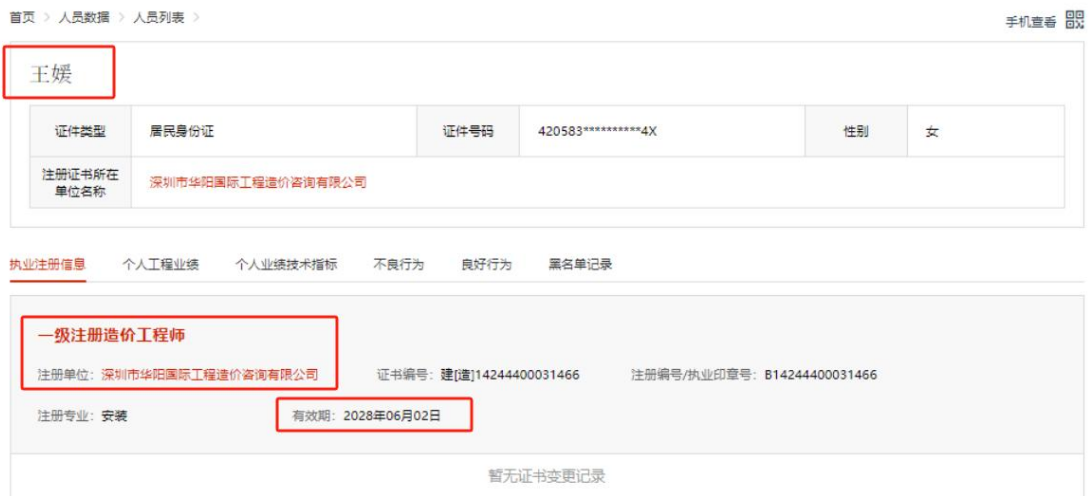 首页 > 人员数据 > 人员列表 >
手机查看
王媛
证件类型 居民身份证 证件号码 420583**********4X 性别 女
注册证书所在
单位名称
深圳市华阳国际工程造价咨询有限公司
执业注册信息 个人工程业绩 个人业绩技术指标 不良行为 良好行为 黑名单记录
一级注册造价工程师
注册单位：深圳市华阳国际工程造价咨询有限公司 证书编号：建[造]14244400031466 注册编号/执业印章号：B14244400031466
注册专业：安装 有效期：2028年06月02日
暂无证书变更记录